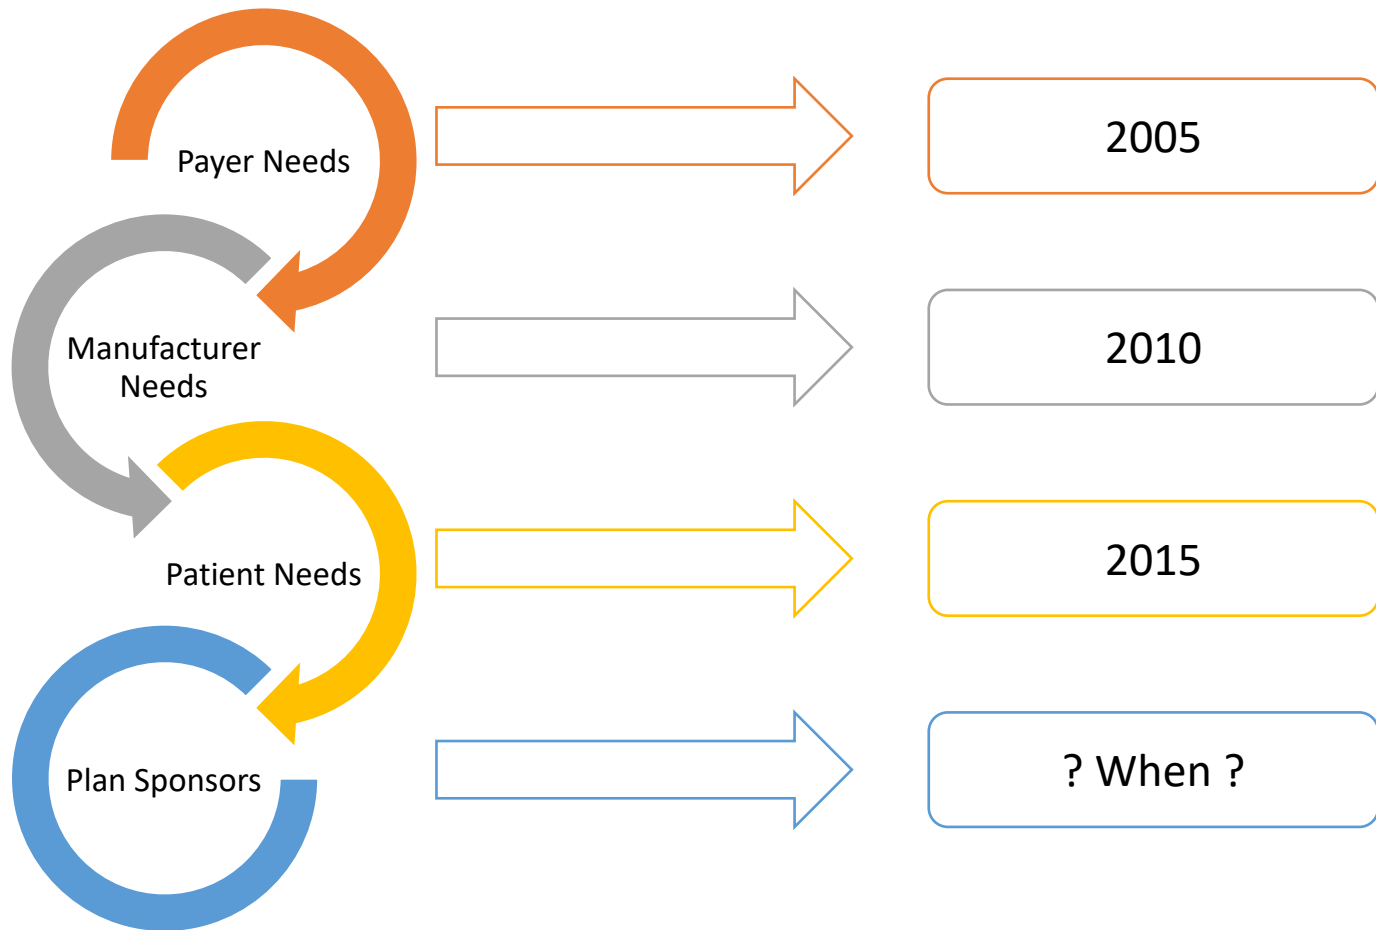 Payer Needs
2005
Manufacturer
Needs
2010
Patient Needs
2015
Plan Sponsors
? When ?